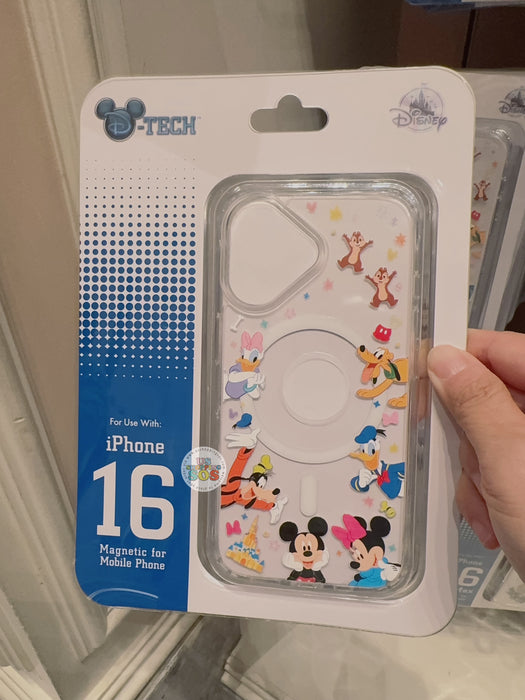 D-TECH
Disney
For Use With:
iPhone
16
Magnetic for
Mobile Phone